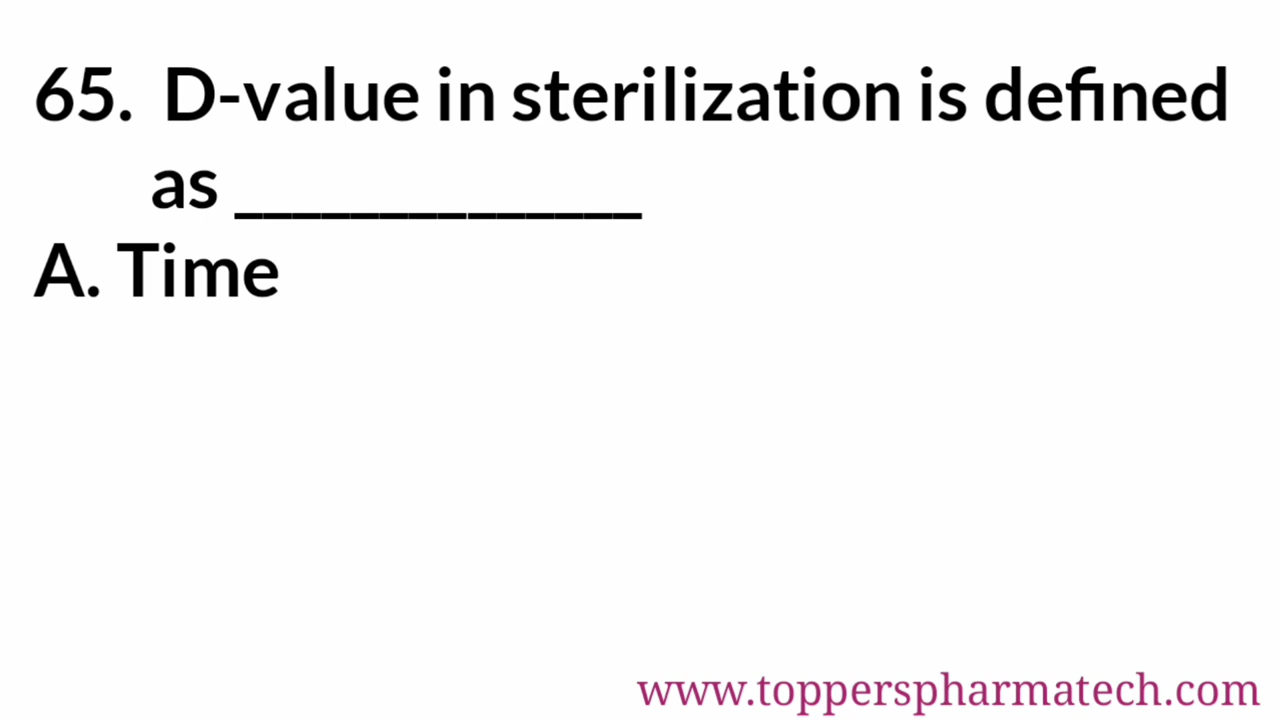 65. D-value in sterilization is defined
as ______________
A. Time
www.topperspharmatech.com